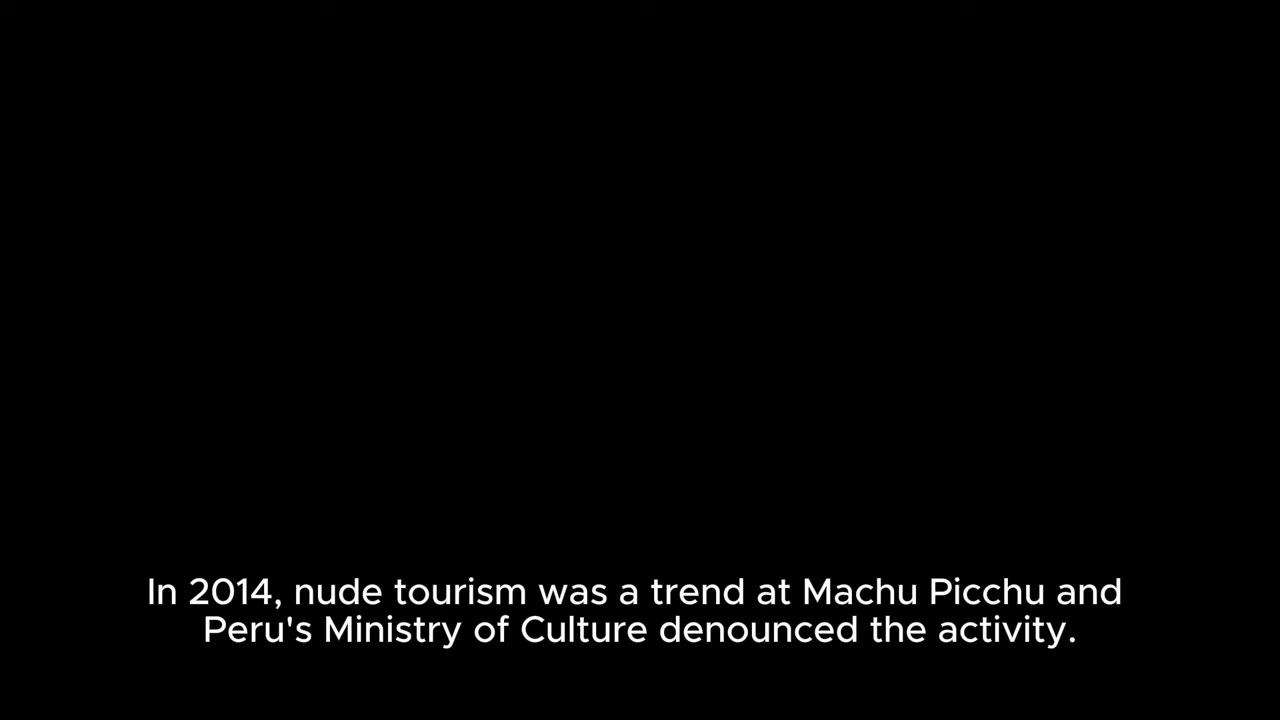 In 2014, nude tourism was a trend at Machu Picchu and
Peru's Ministry of Culture denounced the activity.